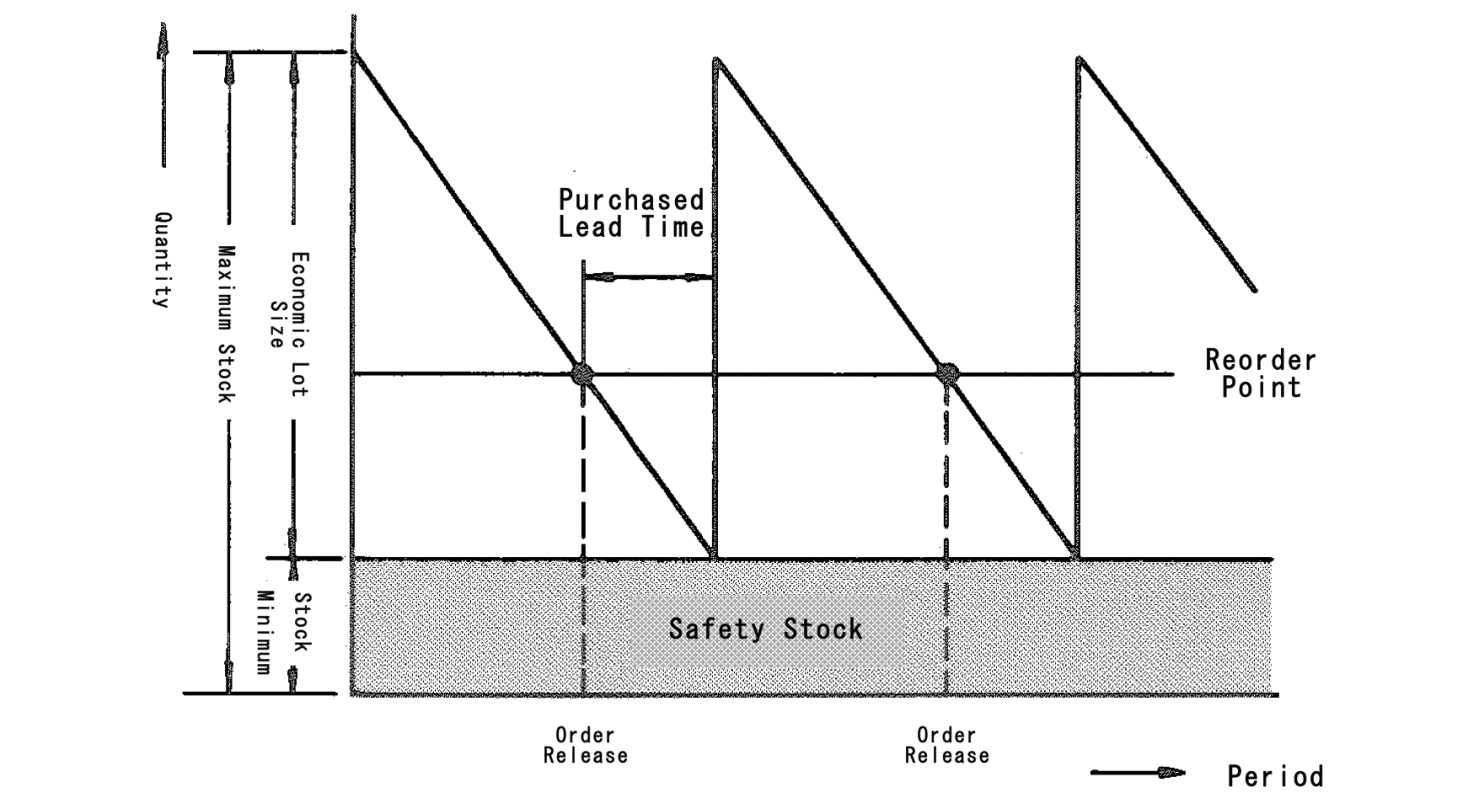 Quantity
Maximum Stock
Economic Lot
Size
Stock
Minimum
Purchased
Lead Time
Reorder
Point
Safety Stock
Order
Release
Order
Release
Period